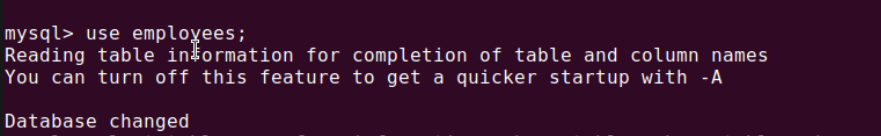 mysql> use employees;
Reading table information for completion of table and column names
You can turn off this feature to get a quicker startup with -A
Database changed